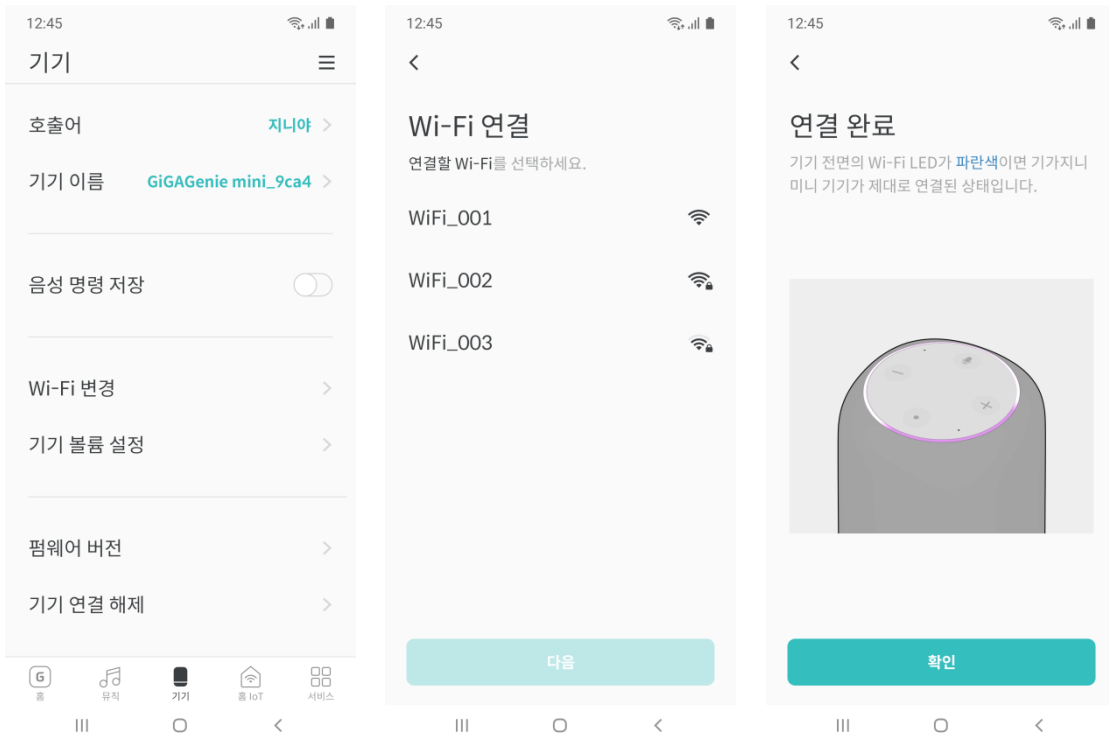 12:45
기기
호출어 지니야
기기 이름 GiGAGenie mini_9ca4
음성 명령 저장
Wi-Fi 변경
기기 볼륨 설정
펌웨어 버전
기기 연결 해제
G
홈 뮤직 기기 홈 IoT 서비스
12:45
Wi-Fi 연결
연결할 Wi-Fi를 선택하세요.
WiFi_001
WiFi_002
WiFi_003
다음
12:45
연결 완료
기기 전면의 Wi-Fi LED가 파란색이면 기가지니
미니 기기가 제대로 연결된 상태입니다.
확인